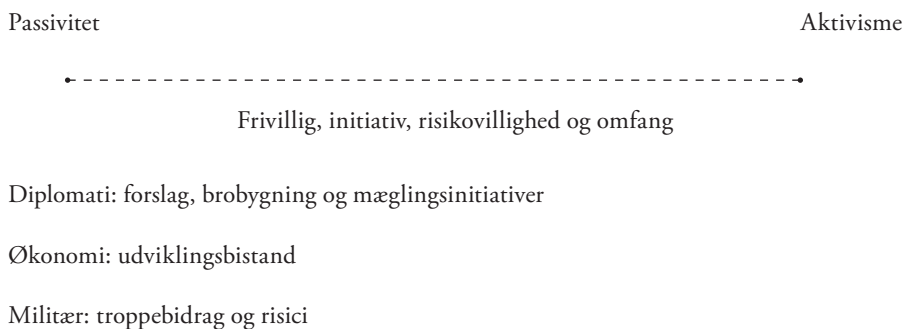 Passivitet Aktivisme
Frivillig, initiativ, risikovillighed og omfang
Diplomati: forslag, brobygning og mæglingsinitiativer
Økonomi: udviklingsbistand
Militær: troppebidrag og risici